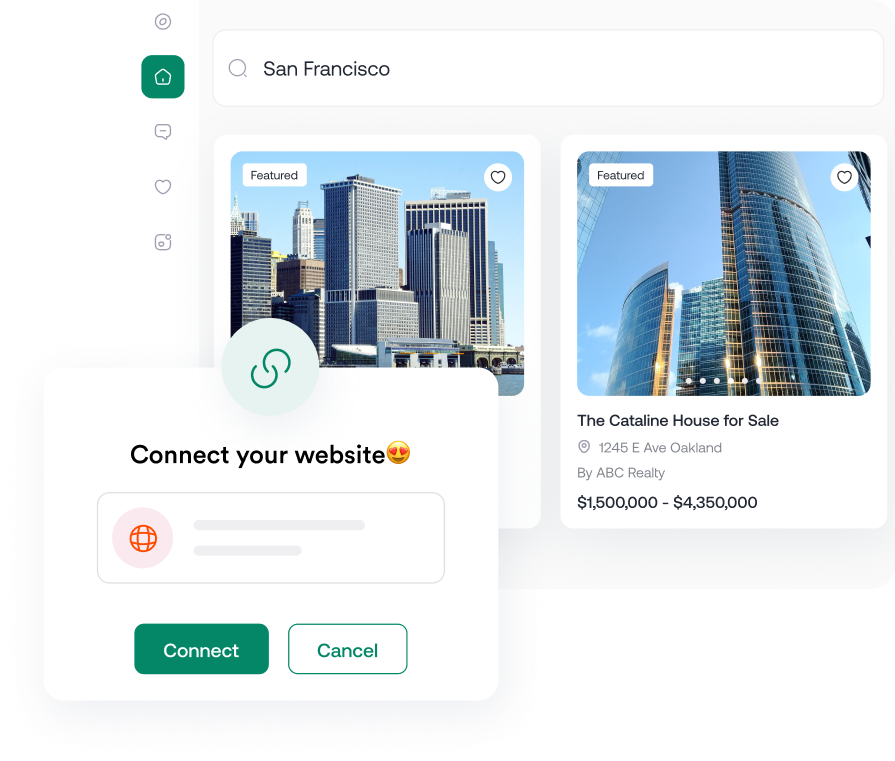 San Francisco
Featured
Featured
The Cataline House for Sale
1245 E Ave Oakland
By ABC Realty
$1,500,000 - $4,350,000
Connect your website😍
Connect
Cancel